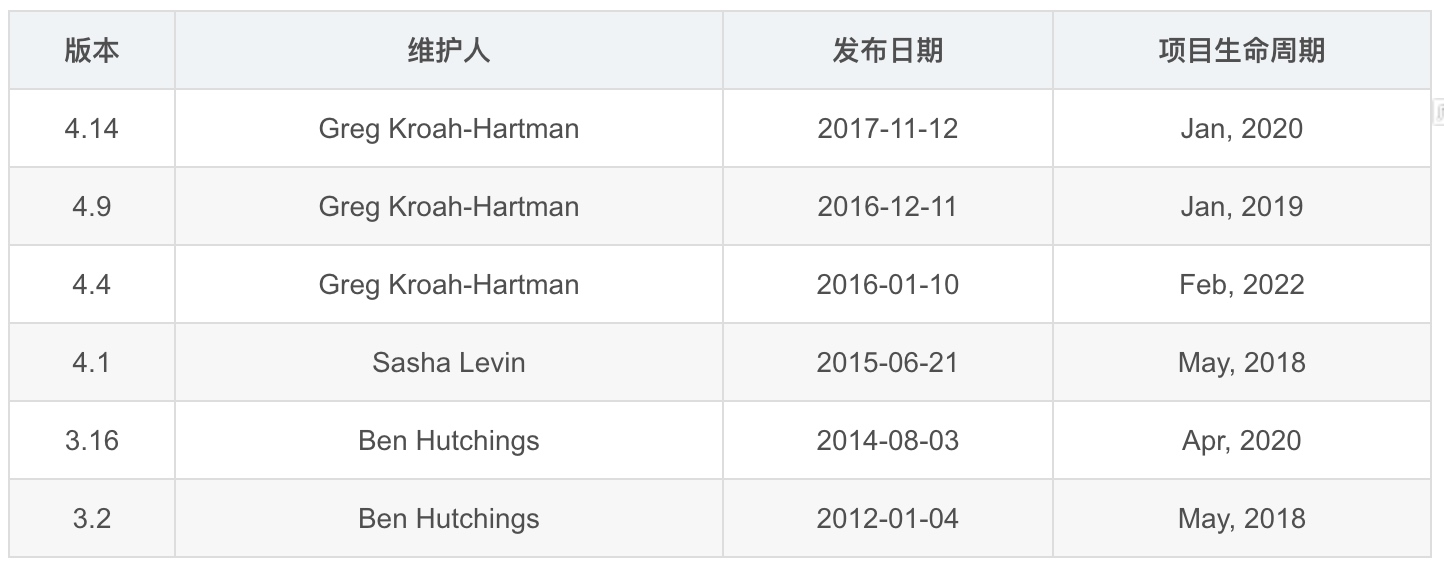 版本 维护人 发布日期 项目生命周期
4.14 Greg Kroah-Hartman 2017-11-12 Jan, 2020
4.9 Greg Kroah-Hartman 2016-12-11 Jan, 2019
4.4 Greg Kroah-Hartman 2016-01-10 Feb, 2022
4.1 Sasha Levin 2015-06-21 May, 2018
3.16 Ben Hutchings 2014-08-03 Apr, 2020
3.2 Ben Hutchings 2012-01-04 May, 2018